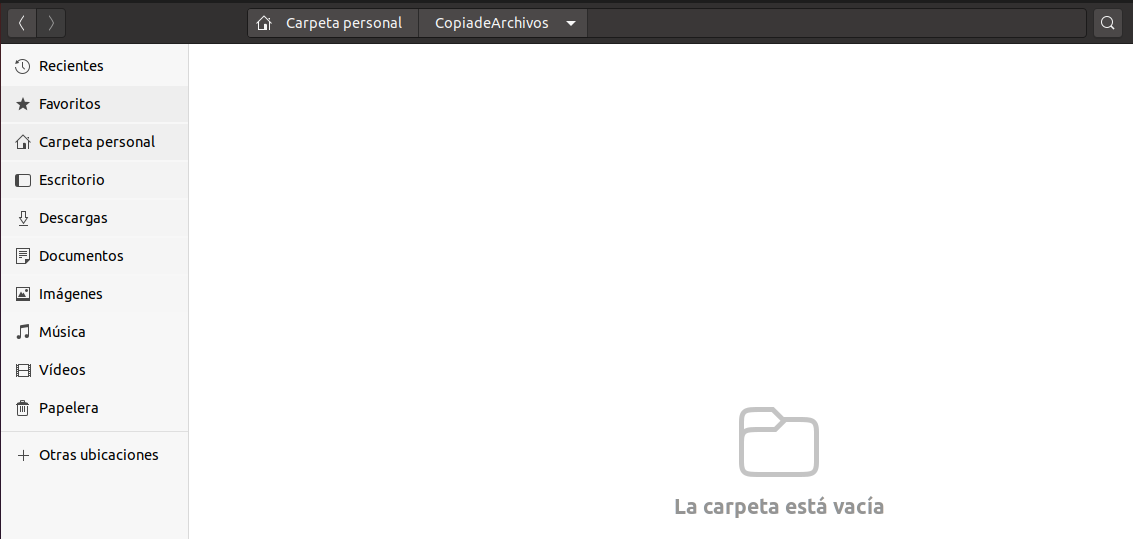 Carpeta personal
CopiadeArchivos
Recientes
Favoritos
Carpeta personal
Escritorio
Descargas
Documentos
Imágenes
Música
Vídeos
Papelera
Otras ubicaciones
La carpeta está vacía